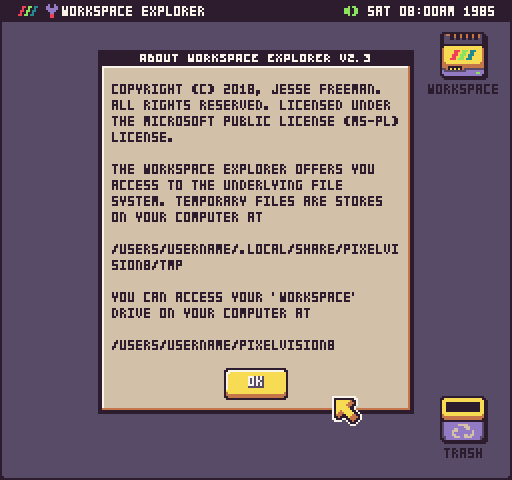 WORKSPACE EXPLORER
SAT 08:00AM 1985
ABOUT WORKSPACE EXPLORER V2.3
COPYRIGHT (C) 2018, JESSE FREEMAN.
ALL RIGHTS RESERVED. LICENSED UNDER
THE MICROSOFT PUBLIC LICENSE (MS-PL)
LICENSE.
THE WORKSPACE EXPLORER OFFERS YOU
ACCESS TO THE UNDERLYING FILE
SYSTEM. TEMPORARY FILES ARE STORES
ON YOUR COMPUTER AT
/USERS/USERNAME/.LOCAL/SHARE/PIXELVI
SION8/TMP
YOU CAN ACCESS YOUR 'WORKSPACE'
DRIVE ON YOUR COMPUTER AT
/USERS/USERNAME/PIXELVISION8
OK
WORKSPACE
TRASH